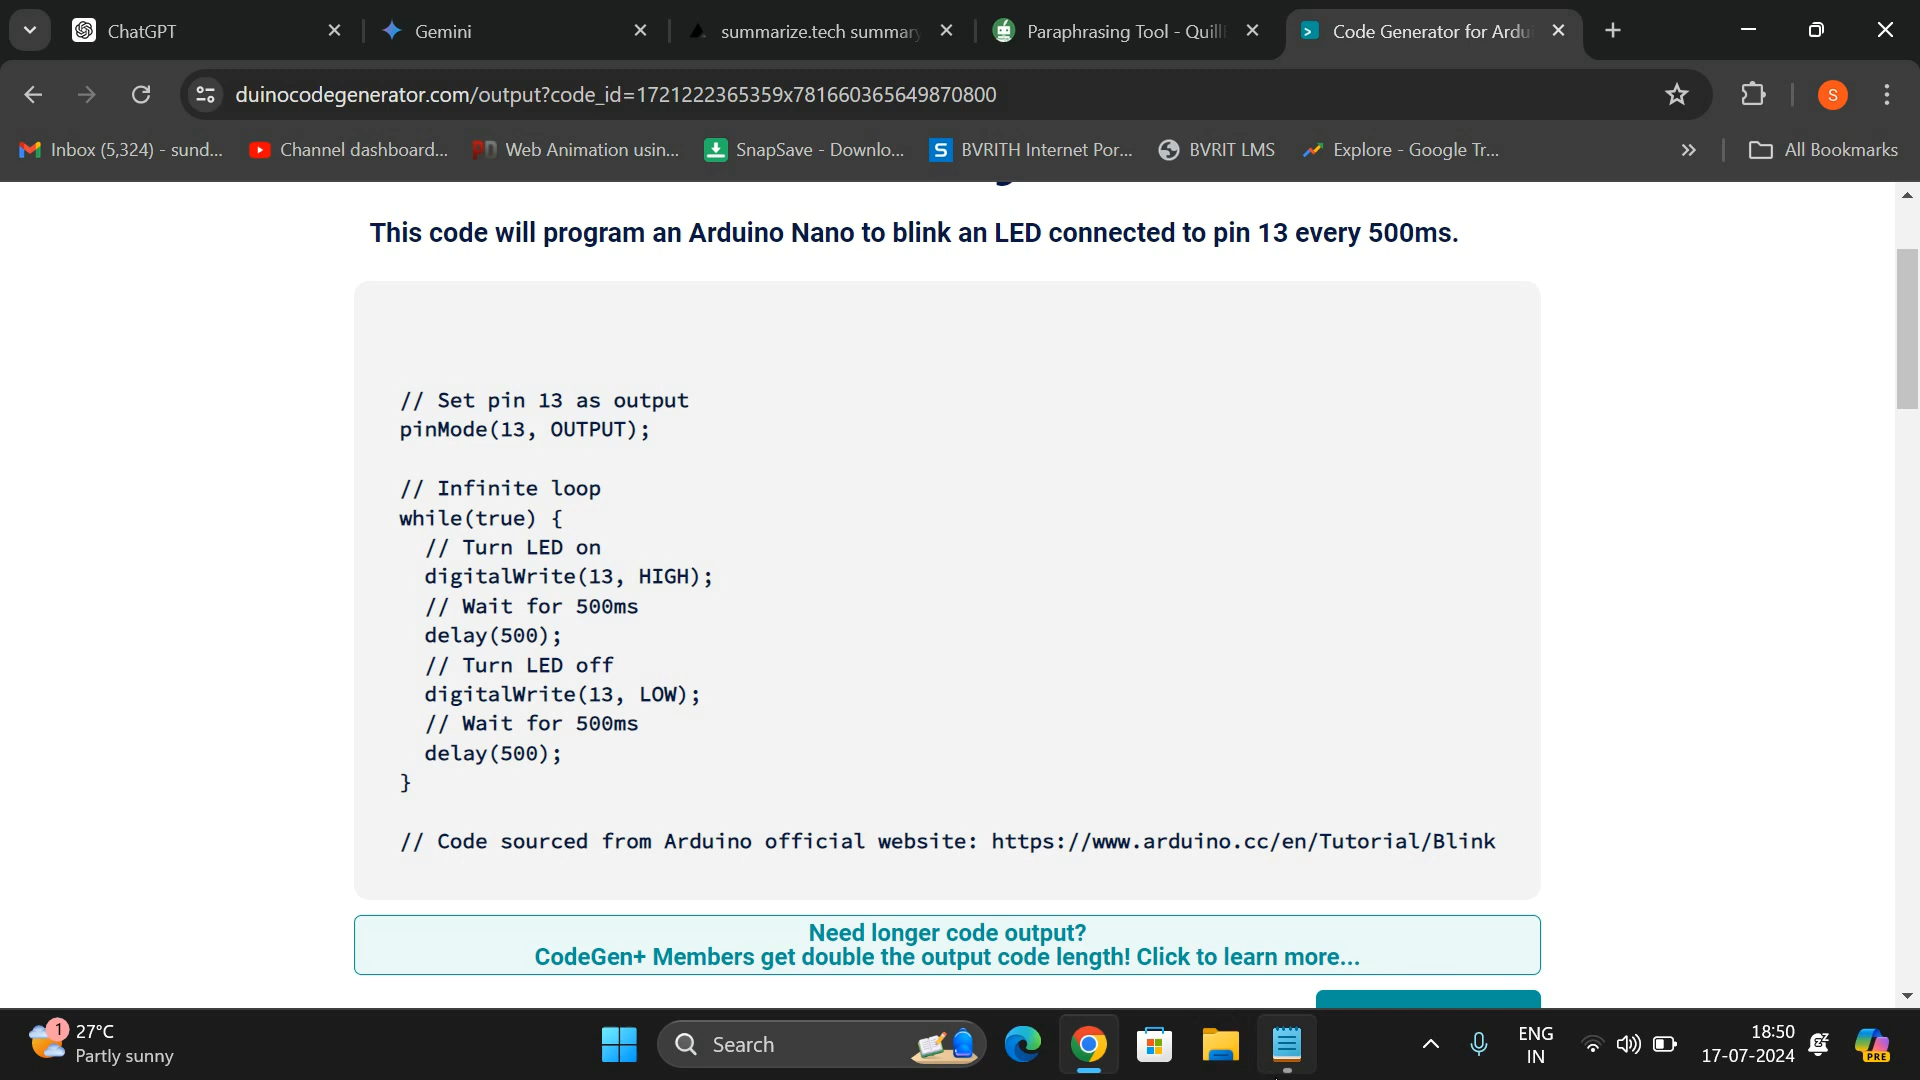 ChatGPT
Gemini
summarize.tech summary
Paraphrasing Tool - Quill
Code Generator for Ardu
duinocodegenerator.com/output?code_id=1721222365359x781660365649870800
S
Inbox (5,324) - sund...
Channel dashboard...
Web Animation usin...
SnapSave - Downlo...
BVRITH Internet Por...
BVRIT LMS
Explore - Google Tr...
All Bookmarks
This code will program an Arduino Nano to blink an LED connected to pin 13 every 500ms.
// Set pin 13 as output
pinMode(13, OUTPUT);
// Infinite loop
while(true) {
// Turn LED on
digitalWrite(13, HIGH);
// Wait for 500ms
delay(500);
// Turn LED off
digitalWrite(13, LOW);
// Wait for 500ms
delay(500);
}
// Code sourced from Arduino official website: https://www.arduino.cc/en/Tutorial/Blink
Need longer code output?
CodeGen+ Members get double the output code length! Click to learn more...
1
27°C
Partly sunny
Search
ENG
IN
18:50
17-07-2024
PRE